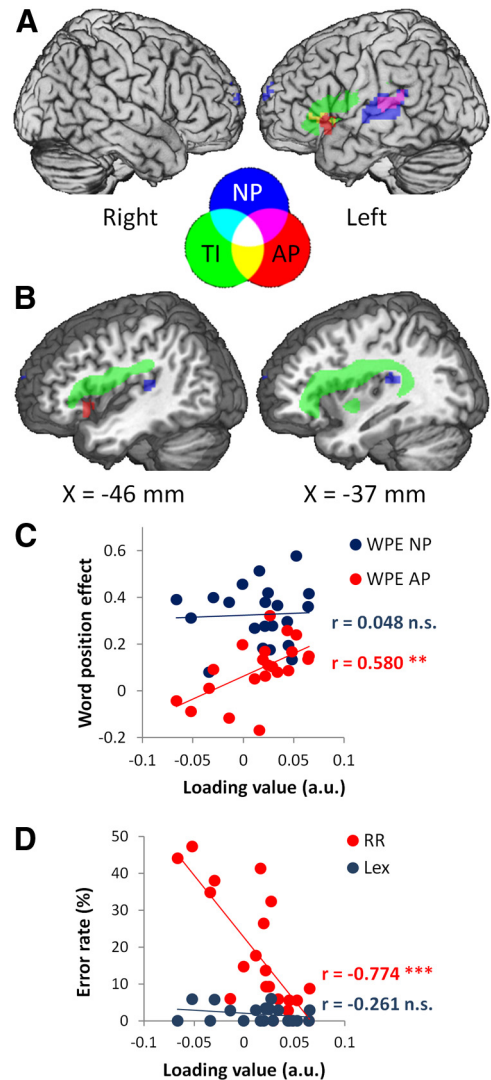 A
Right
Left
NP
TI
AP
B
X = -46 mm
X = -37 mm
C
WPE NP
WPE AP
r = 0.048 n.s.
r = 0.580 **
Word position effect
0.6
0.4
0.2
0
-0.2
-0.1
-0.05
0
0.05
0.1
Loading value (a.u.)
D
RR
Lex
r = -0.774 ***
r = -0.261 n.s.
Error rate (%)
50
40
30
20
10
0
-0.1
-0.05
0
0.05
0.1
Loading value (a.u.)